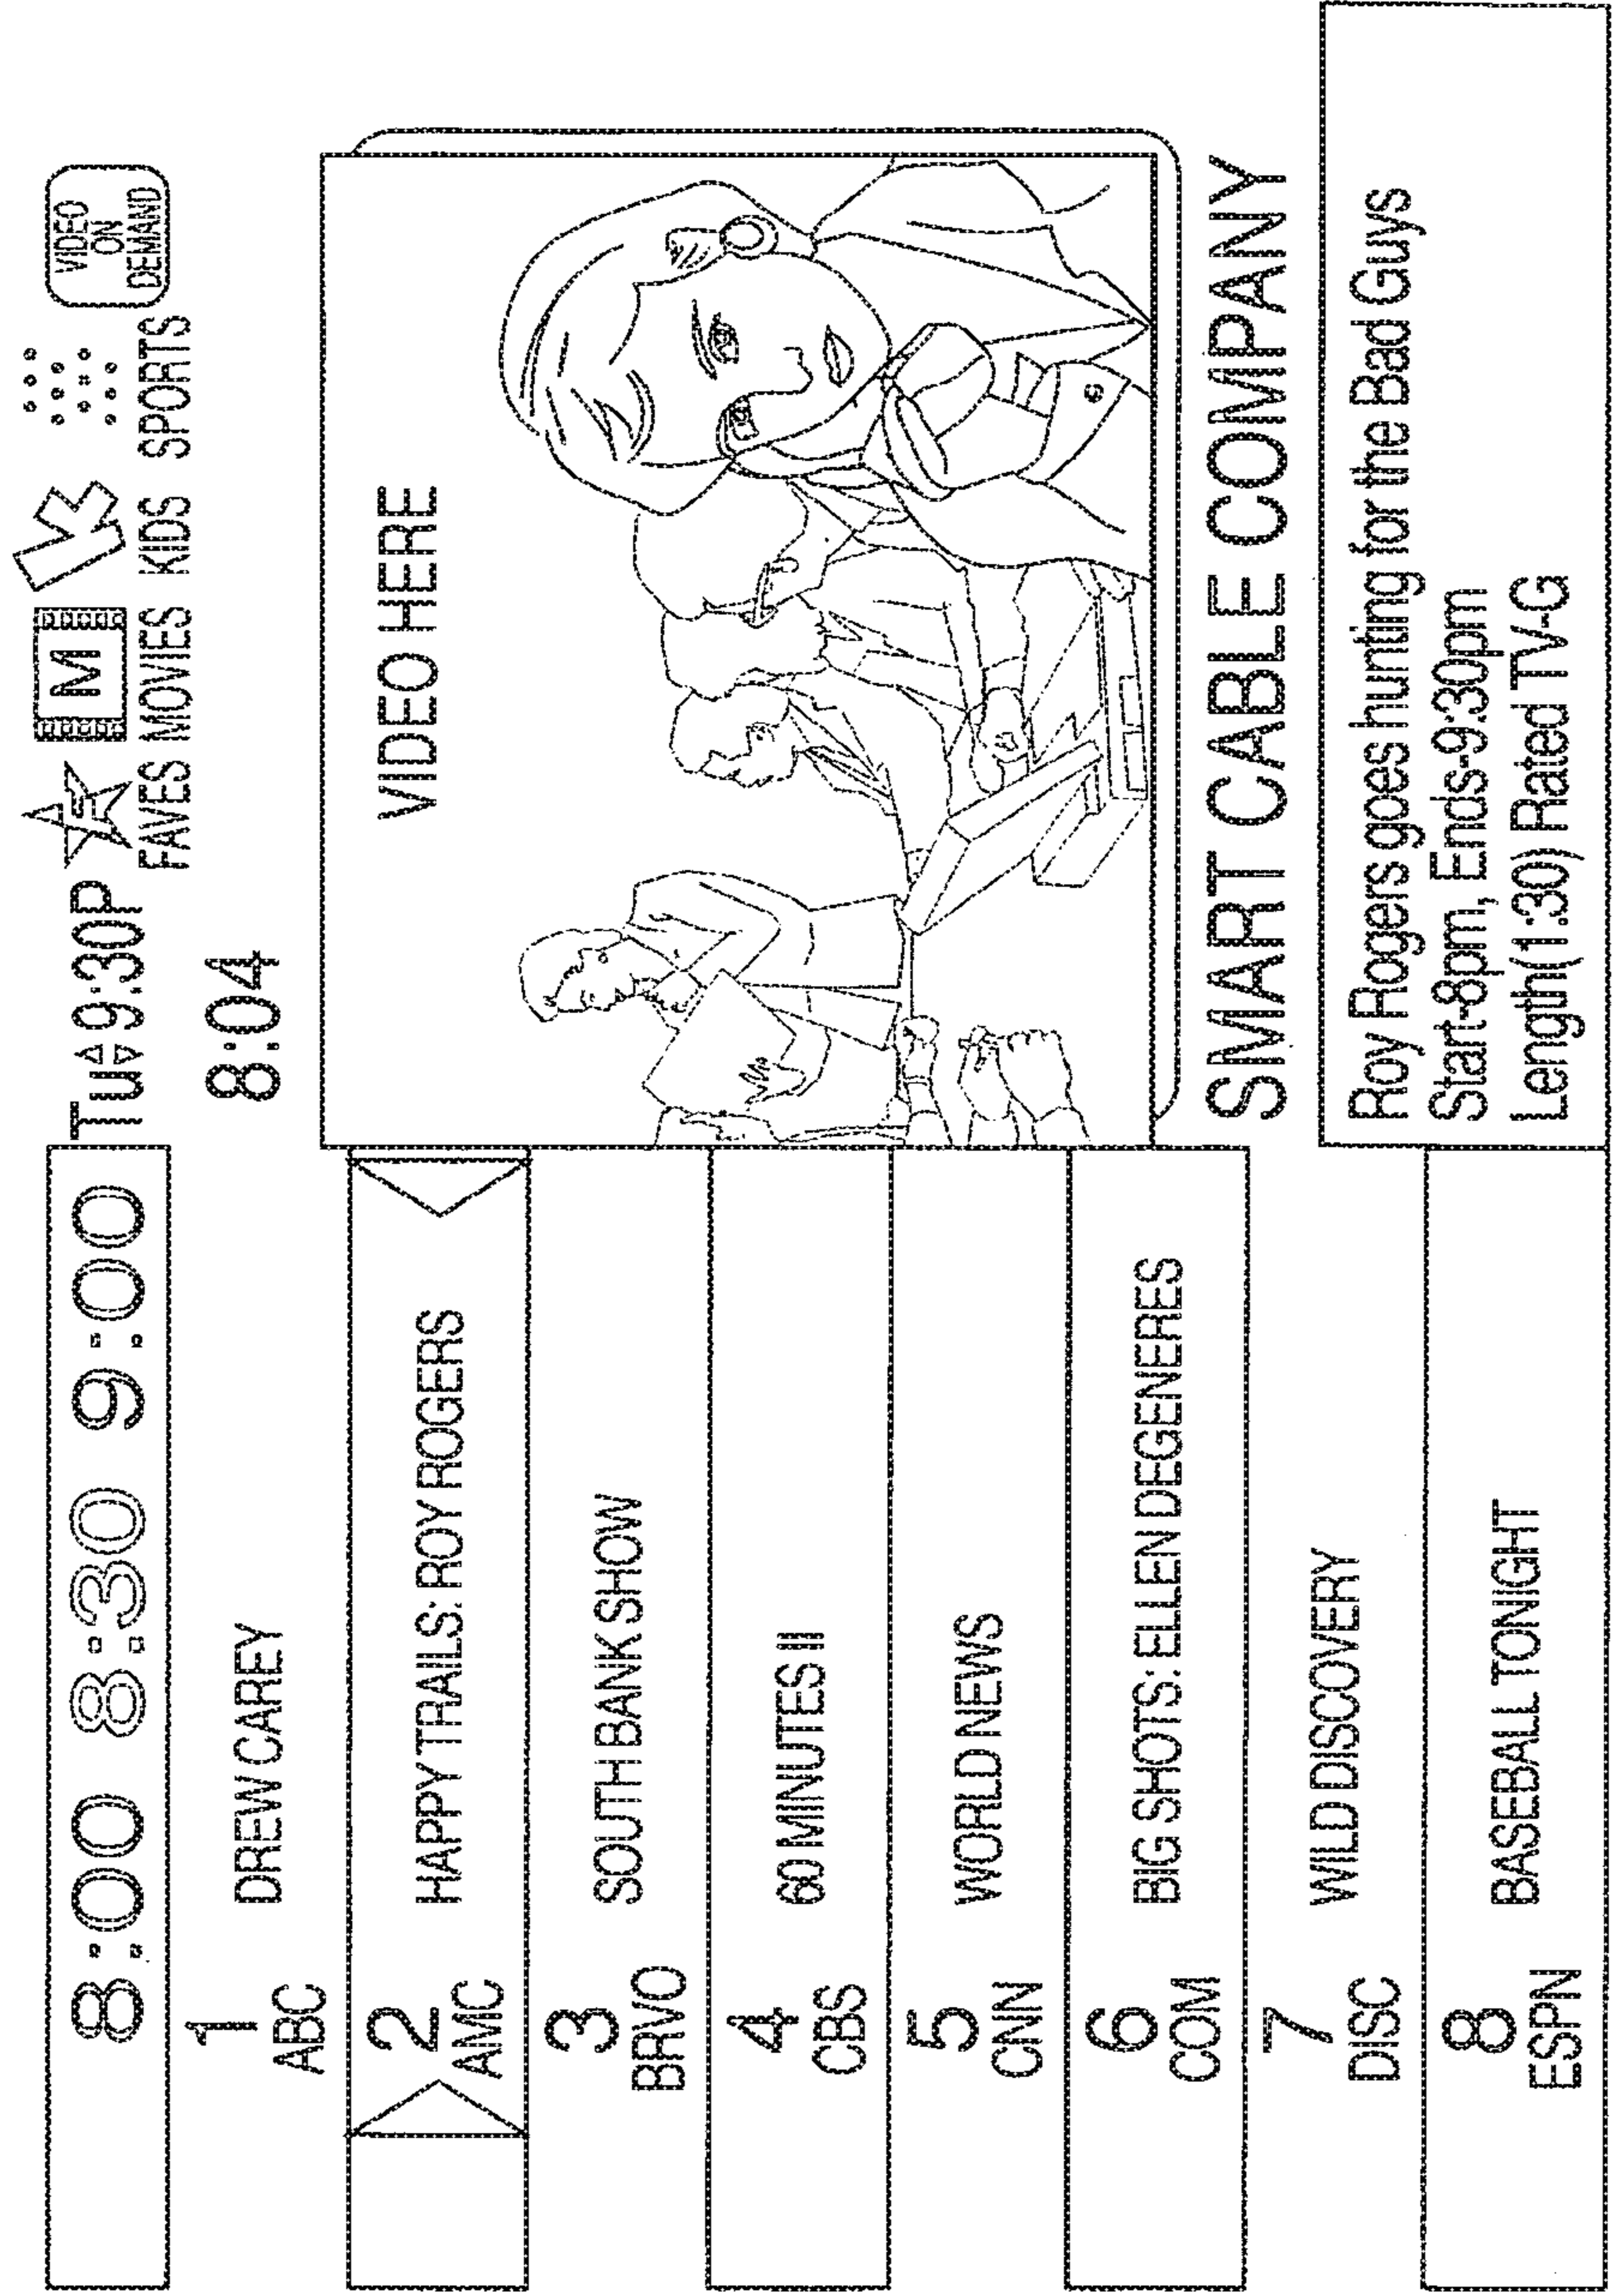 8:00 8:30 9:00
Tue 9:30P
FAVES MOVIES KIDS SPORTS
M
VIDEO
ON
DEMAND
8:04
1
ABC
DREW CAREY
2
AMC
HAPPY TRAILS: ROY ROGERS
3
BRVO
SOUTH BANK SHOW
4
CBS
60 MINUTES II
5
CNN
WORLD NEWS
6
COM
BIG SHOTS: ELLEN DEGENERES
7
DISC
WILD DISCOVERY
8
ESPN
BASEBALL TONIGHT
VIDEO HERE
SMART CABLE COMPANY
Roy Rogers goes hunting for the Bad Guys
Start-8pm, Ends-9:30pm
Length(1:30) Rated TV-G